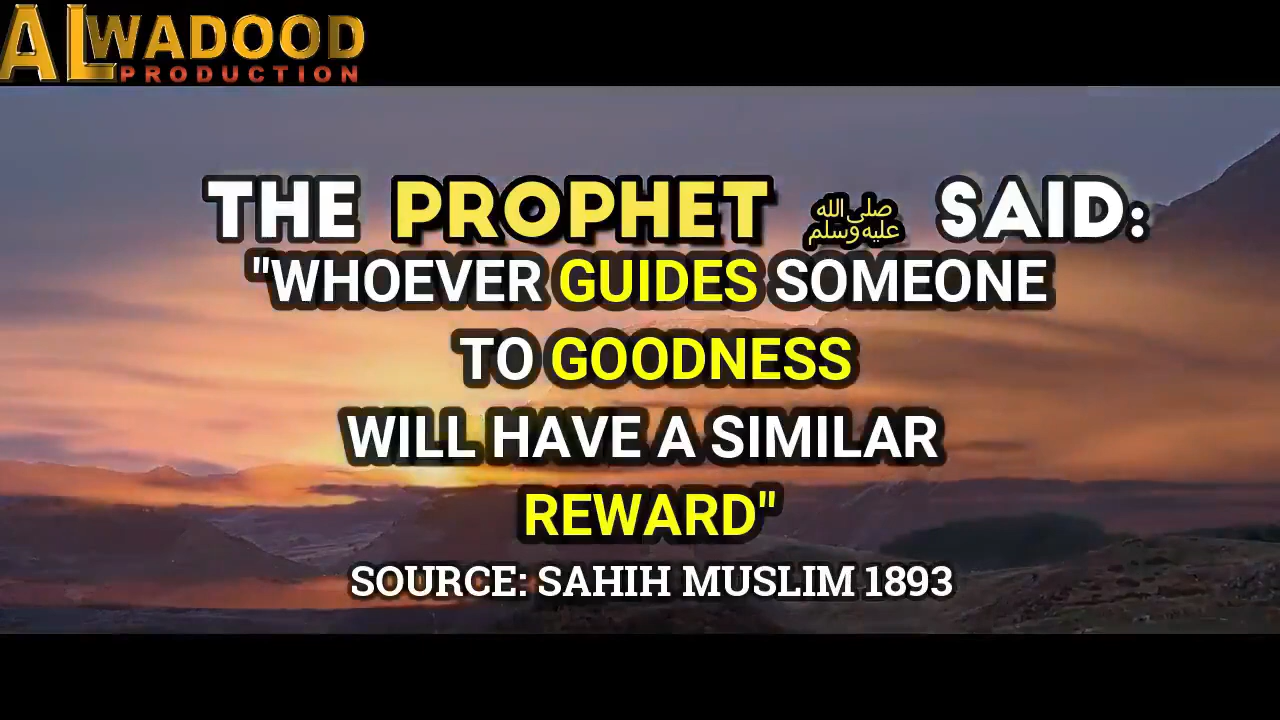 ALWADOOD
PRODUCTION
THE PROPHET ﷺ SAID:
"WHOEVER GUIDES SOMEONE
TO GOODNESS
WILL HAVE A SIMILAR
REWARD"
SOURCE: SAHIH MUSLIM 1893